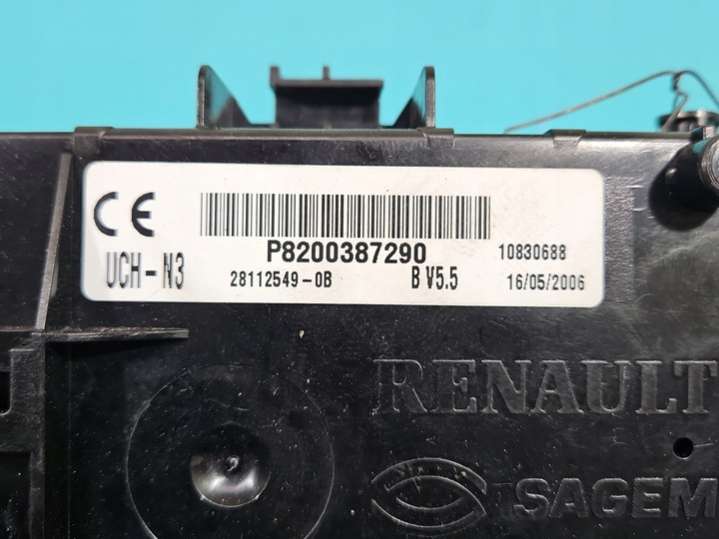 CE
P8200387290
10830688
UCH-N3
28112549-0B
B V5.5
16/05/2006
RENAULT
SAGEM